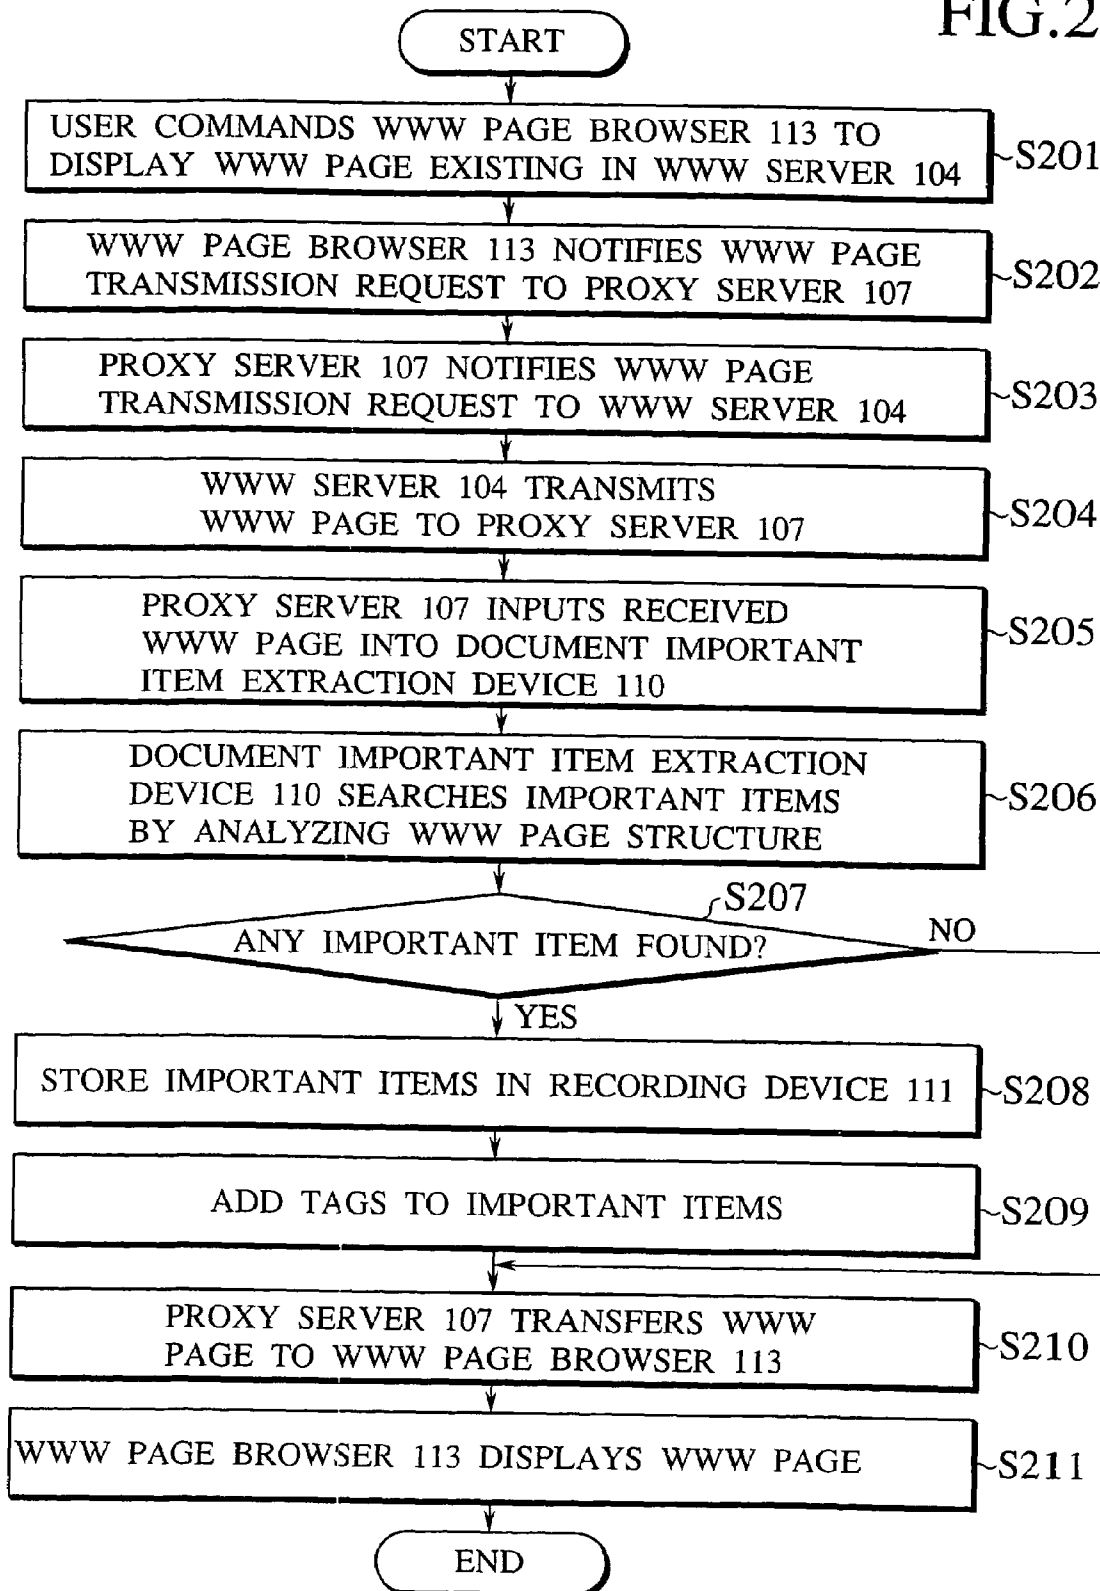 FIG.2
START
USER COMMANDS WWW PAGE BROWSER 113 TO
DISPLAY WWW PAGE EXISTING IN WWW SERVER 104
S201
WWW PAGE BROWSER 113 NOTIFIES WWW PAGE
TRANSMISSION REQUEST TO PROXY SERVER 107
S202
PROXY SERVER 107 NOTIFIES WWW PAGE
TRANSMISSION REQUEST TO WWW SERVER 104
S203
WWW SERVER 104 TRANSMITS
WWW PAGE TO PROXY SERVER 107
S204
PROXY SERVER 107 INPUTS RECEIVED
WWW PAGE INTO DOCUMENT IMPORTANT
ITEM EXTRACTION DEVICE 110
S205
DOCUMENT IMPORTANT ITEM EXTRACTION
DEVICE 110 SEARCHES IMPORTANT ITEMS
BY ANALYZING WWW PAGE STRUCTURE
S206
S207
ANY IMPORTANT ITEM FOUND?
NO
YES
STORE IMPORTANT ITEMS IN RECORDING DEVICE 111
S208
ADD TAGS TO IMPORTANT ITEMS
S209
PROXY SERVER 107 TRANSFERS WWW
PAGE TO WWW PAGE BROWSER 113
S210
WWW PAGE BROWSER 113 DISPLAYS WWW PAGE
S211
END